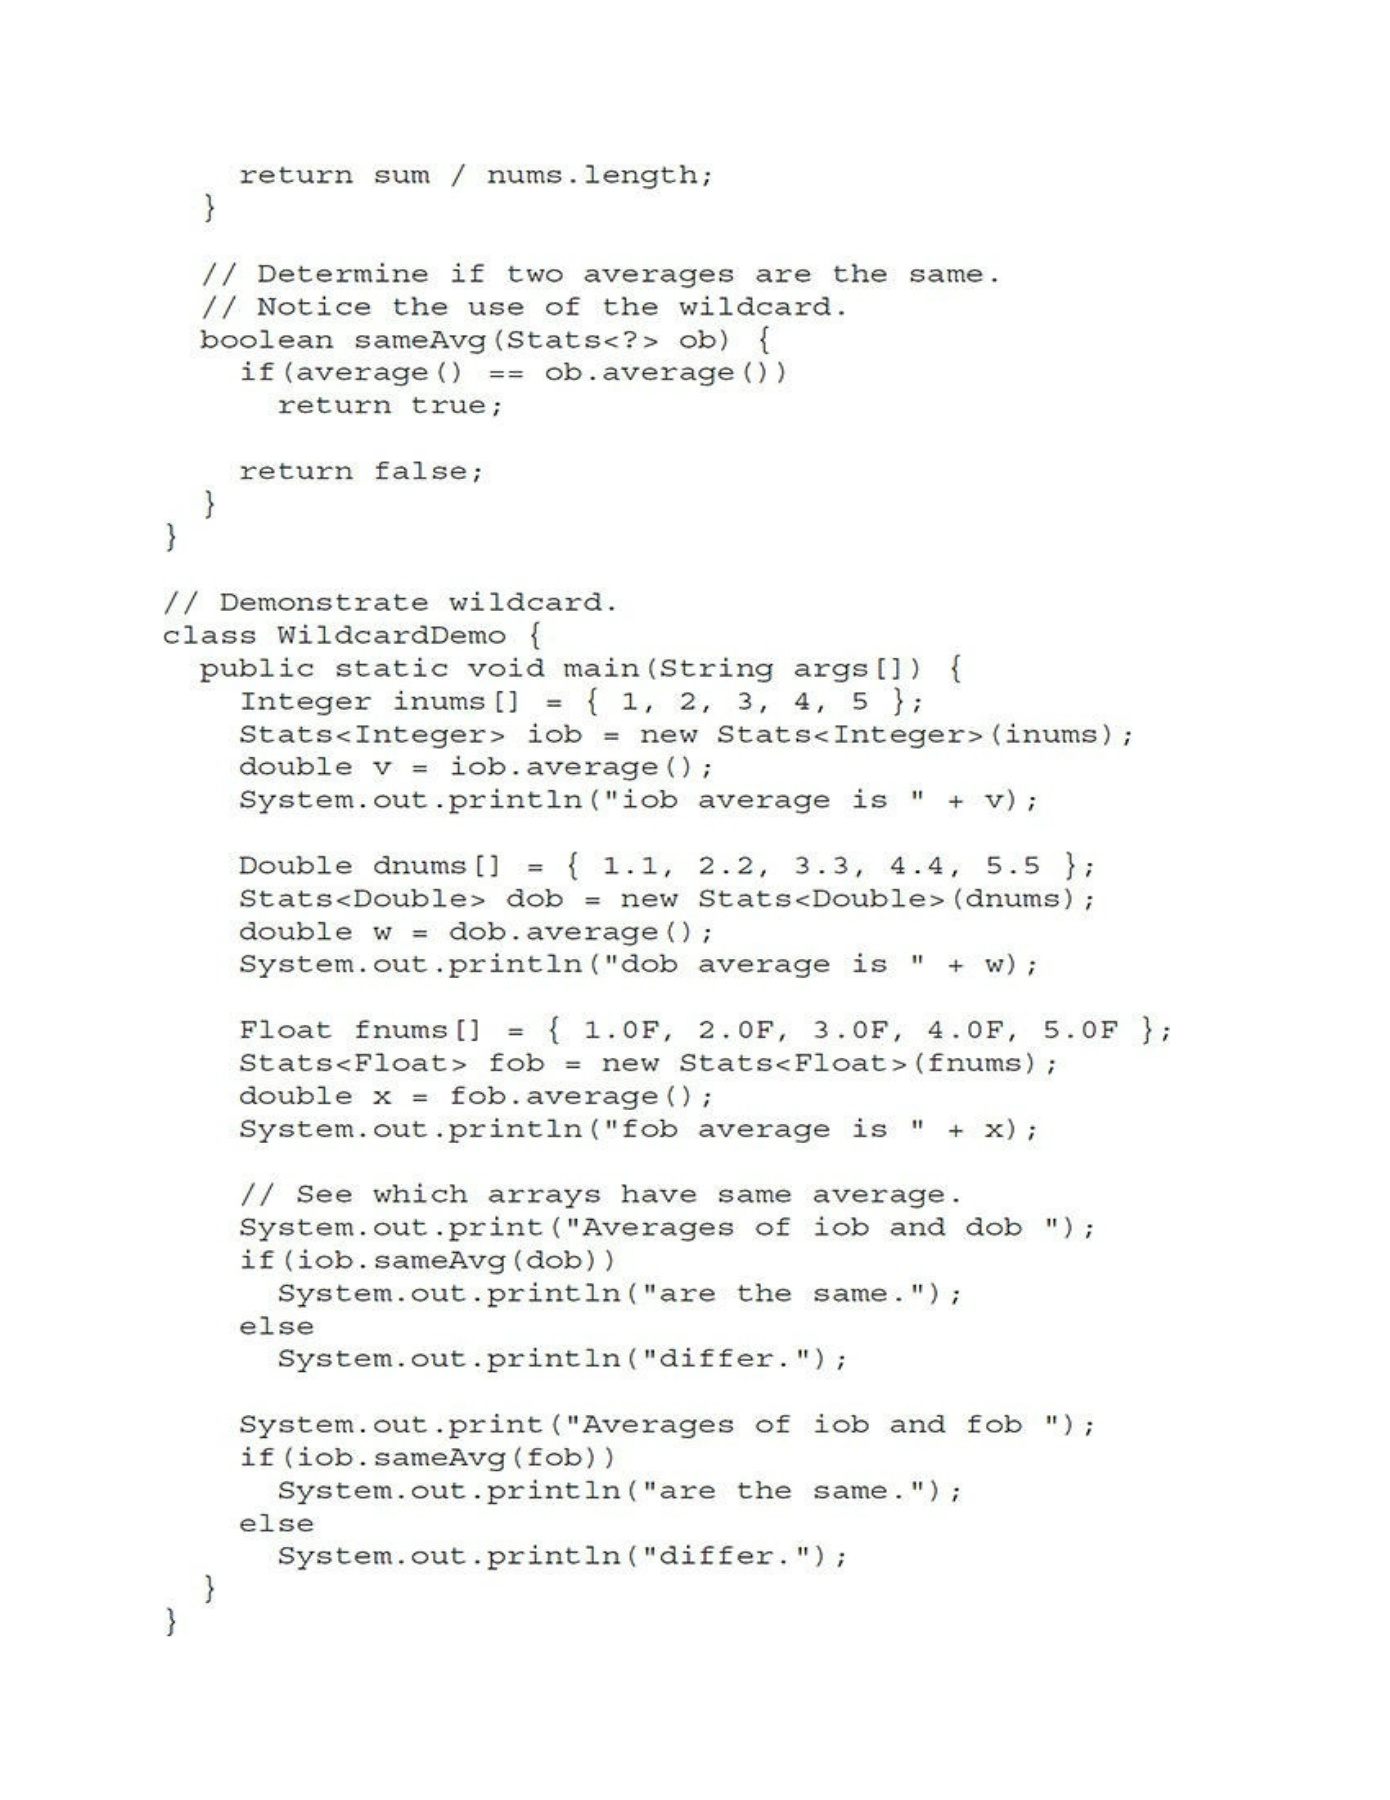 return sum / nums.length;
}
// Determine if two averages are the same.
// Notice the use of the wildcard.
boolean sameAvg(Stats<?> ob) {
if(average() == ob.average())
return true;
return false;
}
}
// Demonstrate wildcard.
class WildcardDemo {
public static void main(String args[]) {
Integer inums[] = { 1, 2, 3, 4, 5 };
Stats<Integer> iob = new Stats<Integer>(inums);
double v = iob.average();
System.out.println("iob average is " + v);
Double dnums[] = { 1.1, 2.2, 3.3, 4.4, 5.5 };
Stats<Double> dob = new Stats<Double>(dnums);
double w = dob.average();
System.out.println("dob average is " + w);
Float fnums[] = { 1.0F, 2.0F, 3.0F, 4.0F, 5.0F };
Stats<Float> fob = new Stats<Float>(fnums);
double x = fob.average();
System.out.println("fob average is " + x);
// See which arrays have same average.
System.out.print("Averages of iob and dob ");
if(iob.sameAvg(dob))
System.out.println("are the same.");
else
System.out.println("differ.");
System.out.print("Averages of iob and fob ");
if(iob.sameAvg(fob))
System.out.println("are the same.");
else
System.out.println("differ.");
}
}